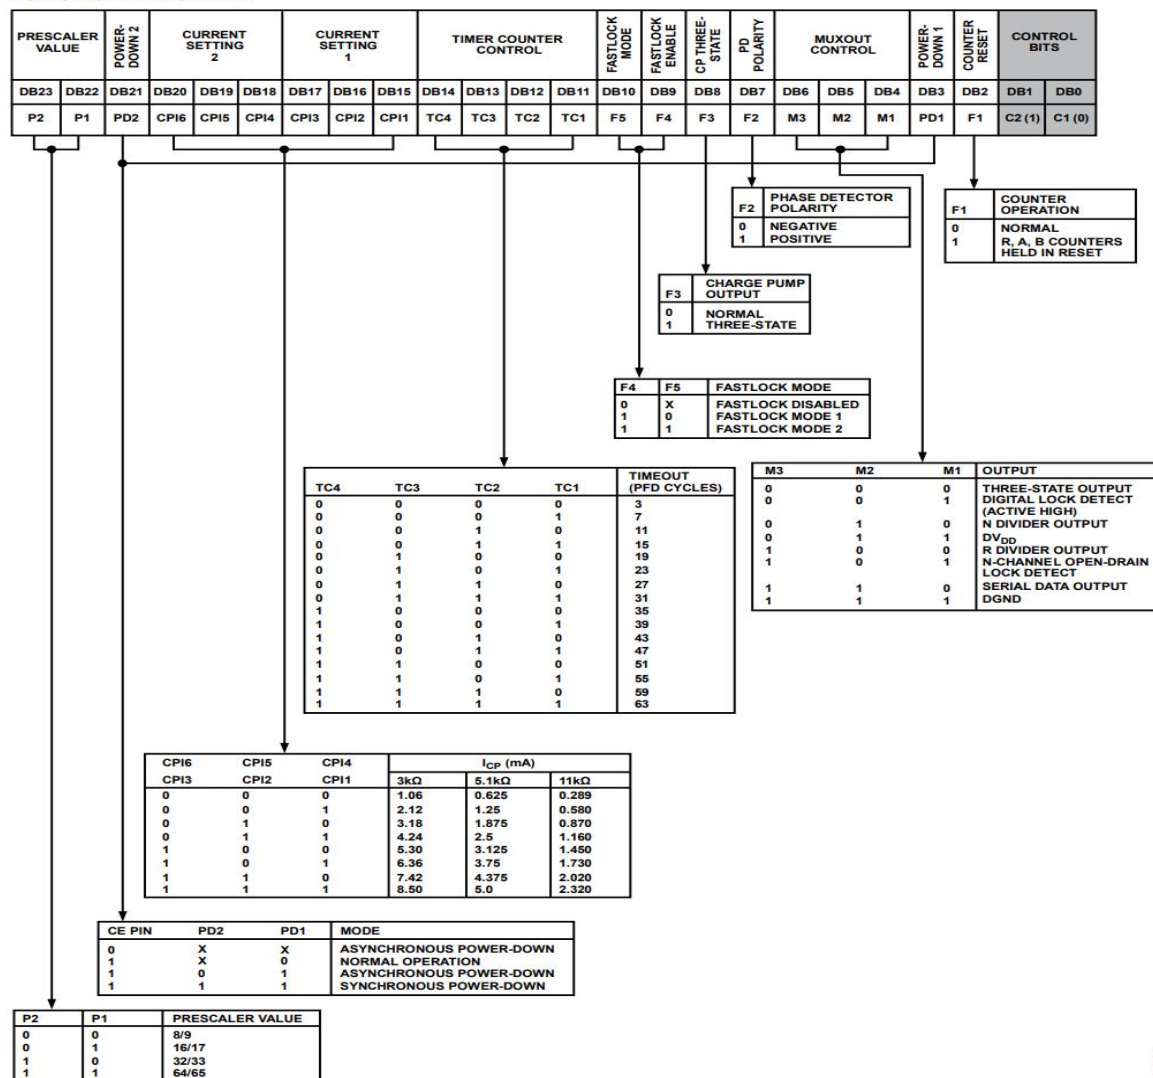 PRESCALER VALUE POWER-DOWN 2 CURRENT SETTING 2 CURRENT SETTING 1 TIMER COUNTER CONTROL FASTLOCK MODE FASTLOCK ENABLE CP THREE-STATE PD POLARITY MUXOUT CONTROL POWER-DOWN 1 COUNTER RESET CONTROL BITS
DB23 DB22 DB21 DB20 DB19 DB18 DB17 DB16 DB15 DB14 DB13 DB12 DB11 DB10 DB9 DB8 DB7 DB6 DB5 DB4 DB3 DB2 DB1 DB0
P2 P1 PD2 CPI6 CPI5 CPI4 CPI3 CPI2 CPI1 TC4 TC3 TC2 TC1 F5 F4 F3 F2 M3 M2 M1 PD1 F1 C2 (1) C1 (0)
F2 PHASE DETECTOR POLARITY
0 NEGATIVE
1 POSITIVE
F1 COUNTER OPERATION
0 NORMAL
1 R, A, B COUNTERS
HELD IN RESET
F3 CHARGE PUMP OUTPUT
0 NORMAL
1 THREE-STATE
F4 F5 FASTLOCK MODE
0 X FASTLOCK DISABLED
1 0 FASTLOCK MODE 1
1 1 FASTLOCK MODE 2
TC4 TC3 TC2 TC1 TIMEOUT (PFD CYCLES)
0 0 0 0 3
0 0 0 1 7
0 0 1 0 11
0 0 1 1 15
0 1 0 0 19
0 1 0 1 23
0 1 1 0 27
0 1 1 1 31
1 0 0 0 35
1 0 0 1 39
1 0 1 0 43
1 0 1 1 47
1 1 0 0 51
1 1 0 1 55
1 1 1 0 59
1 1 1 1 63
M3 M2 M1 OUTPUT
0 0 0 THREE-STATE OUTPUT
0 0 1 DIGITAL LOCK DETECT
(ACTIVE HIGH)
0 1 0 N DIVIDER OUTPUT
0 1 1 DVDD
1 0 0 R DIVIDER OUTPUT
1 0 1 N-CHANNEL OPEN-DRAIN
LOCK DETECT
1 1 0 SERIAL DATA OUTPUT
1 1 1 DGND
CPI6 CPI5 CPI4 ICP (mA)
CPI3 CPI2 CPI1 3kΩ 5.1kΩ 11kΩ
0 0 0 1.06 0.625 0.289
0 0 1 2.12 1.25 0.580
0 1 0 3.18 1.875 0.870
0 1 1 4.24 2.5 1.160
1 0 0 5.30 3.125 1.450
1 0 1 6.36 3.75 1.730
1 1 0 7.42 4.375 2.020
1 1 1 8.50 5.0 2.320
CE PIN PD2 PD1 MODE
0 X X ASYNCHRONOUS POWER-DOWN
1 X 0 NORMAL OPERATION
1 0 1 ASYNCHRONOUS POWER-DOWN
1 1 1 SYNCHRONOUS POWER-DOWN
P2 P1 PRESCALER VALUE
0 0 8/9
0 1 16/17
1 0 32/33
1 1 64/65